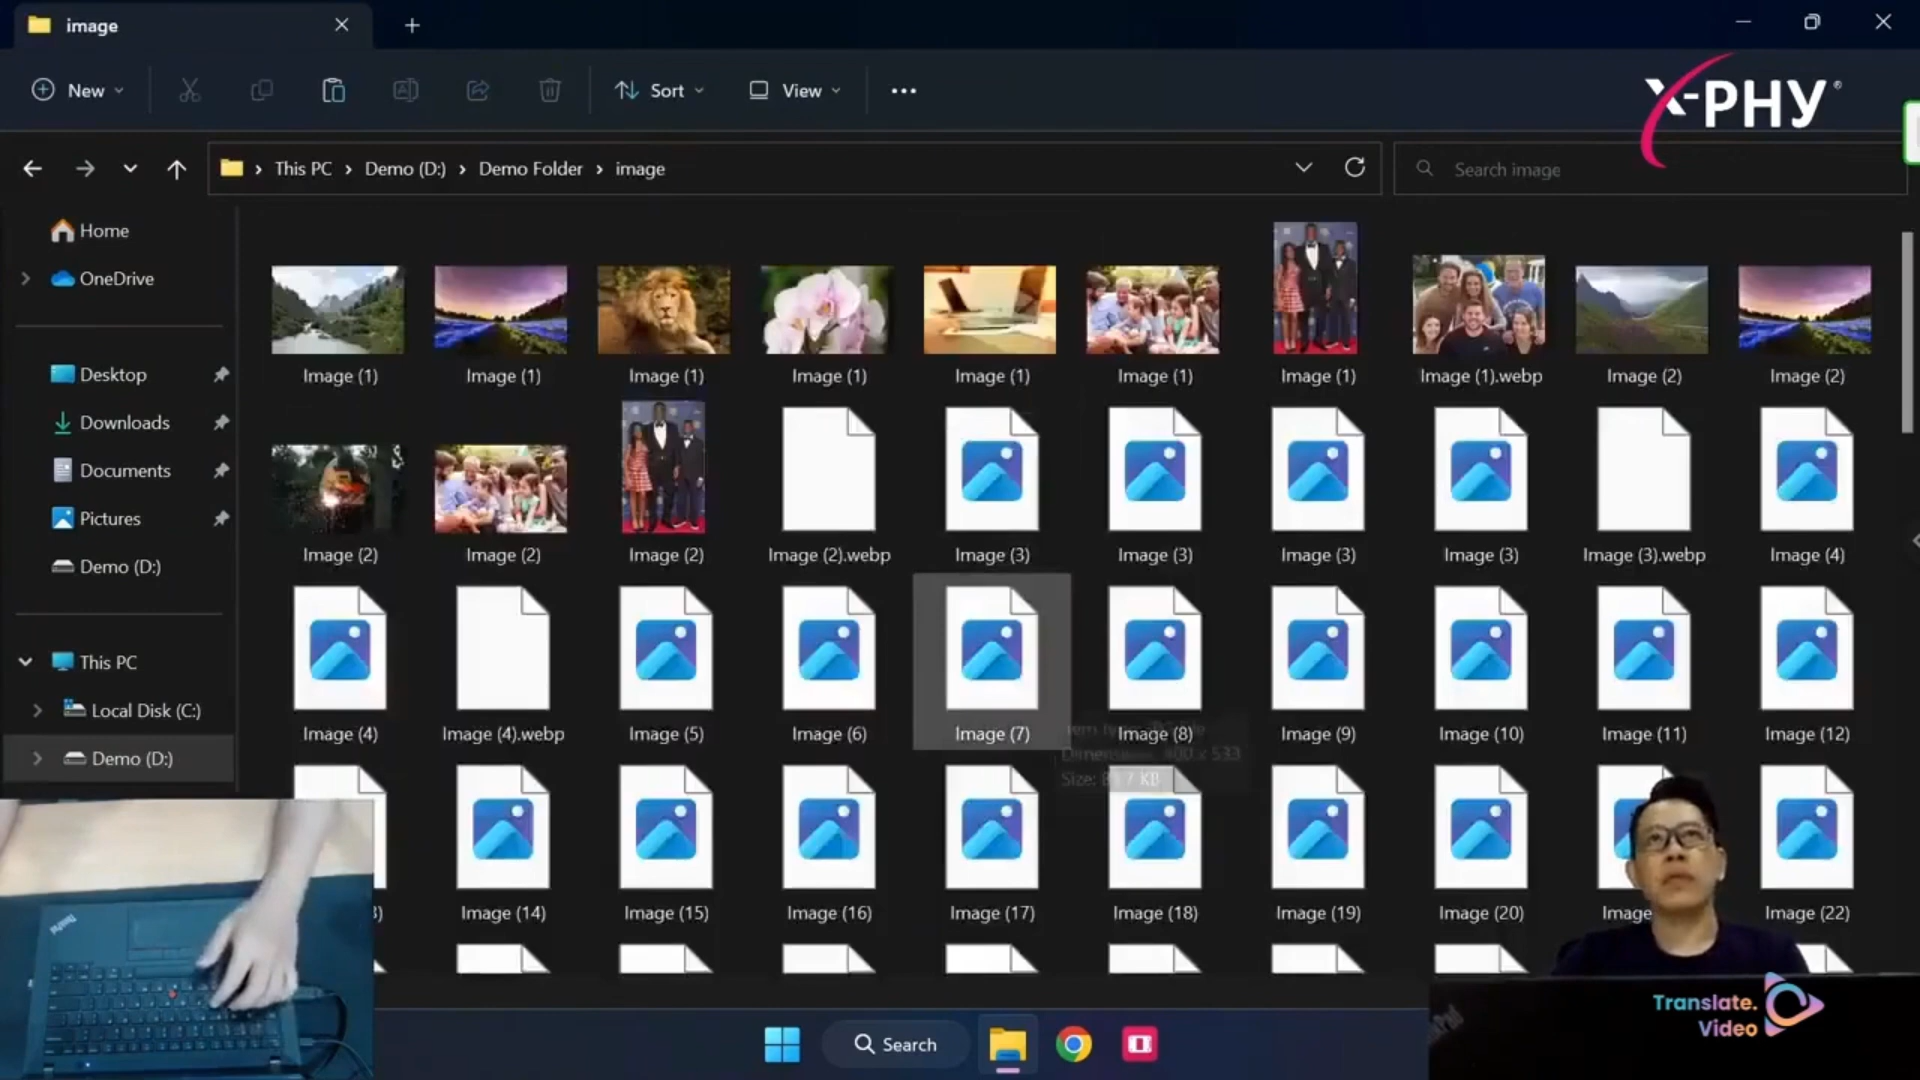 image
New
Sort
View
X-PHY®
This PC
Demo (D:)
Demo Folder
image
Search image
Home
OneDrive
Desktop
Downloads
Documents
Pictures
Demo (D:)
This PC
Local Disk (C:)
Demo (D:)
Image (1)
Image (1)
Image (1)
Image (1)
Image (1)
Image (1)
Image (1)
Image (1).webp
Image (2)
Image (2)
Image (2)
Image (2)
Image (2)
Image (2).webp
Image (3)
Image (3)
Image (3)
Image (3)
Image (3).webp
Image (4)
Image (4)
Image (4).webp
Image (5)
Image (6)
Image (7)
Image (8)
Image (9)
Image (10)
Image (11)
Image (12)
Size:
KB
Image (14)
Image (15)
Image (16)
Image (17)
Image (18)
Image (19)
Image (20)
Image (22)
ThinkPad
Search
Translate.
Video